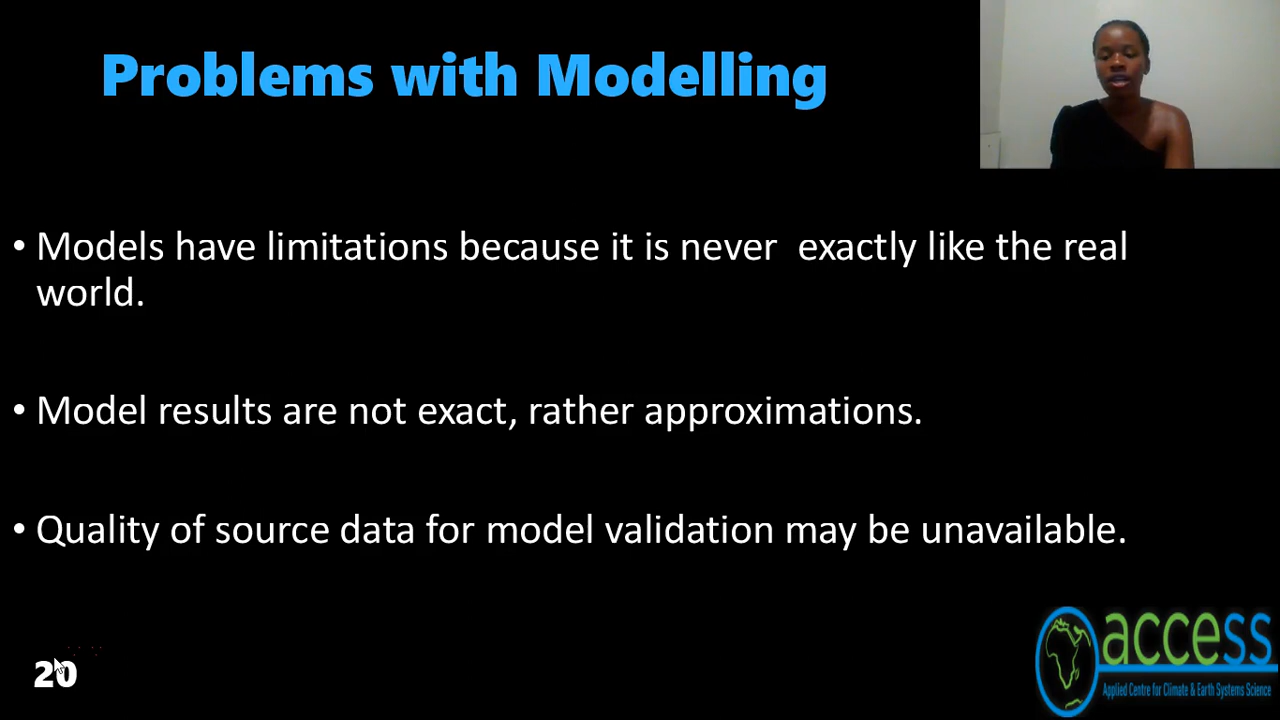 Problems with Modelling
• Models have limitations because it is never  exactly like the real
world.
• Model results are not exact, rather approximations.
• Quality of source data for model validation may be unavailable.
20
access
Applied Centre for Climate & Earth Systems Science